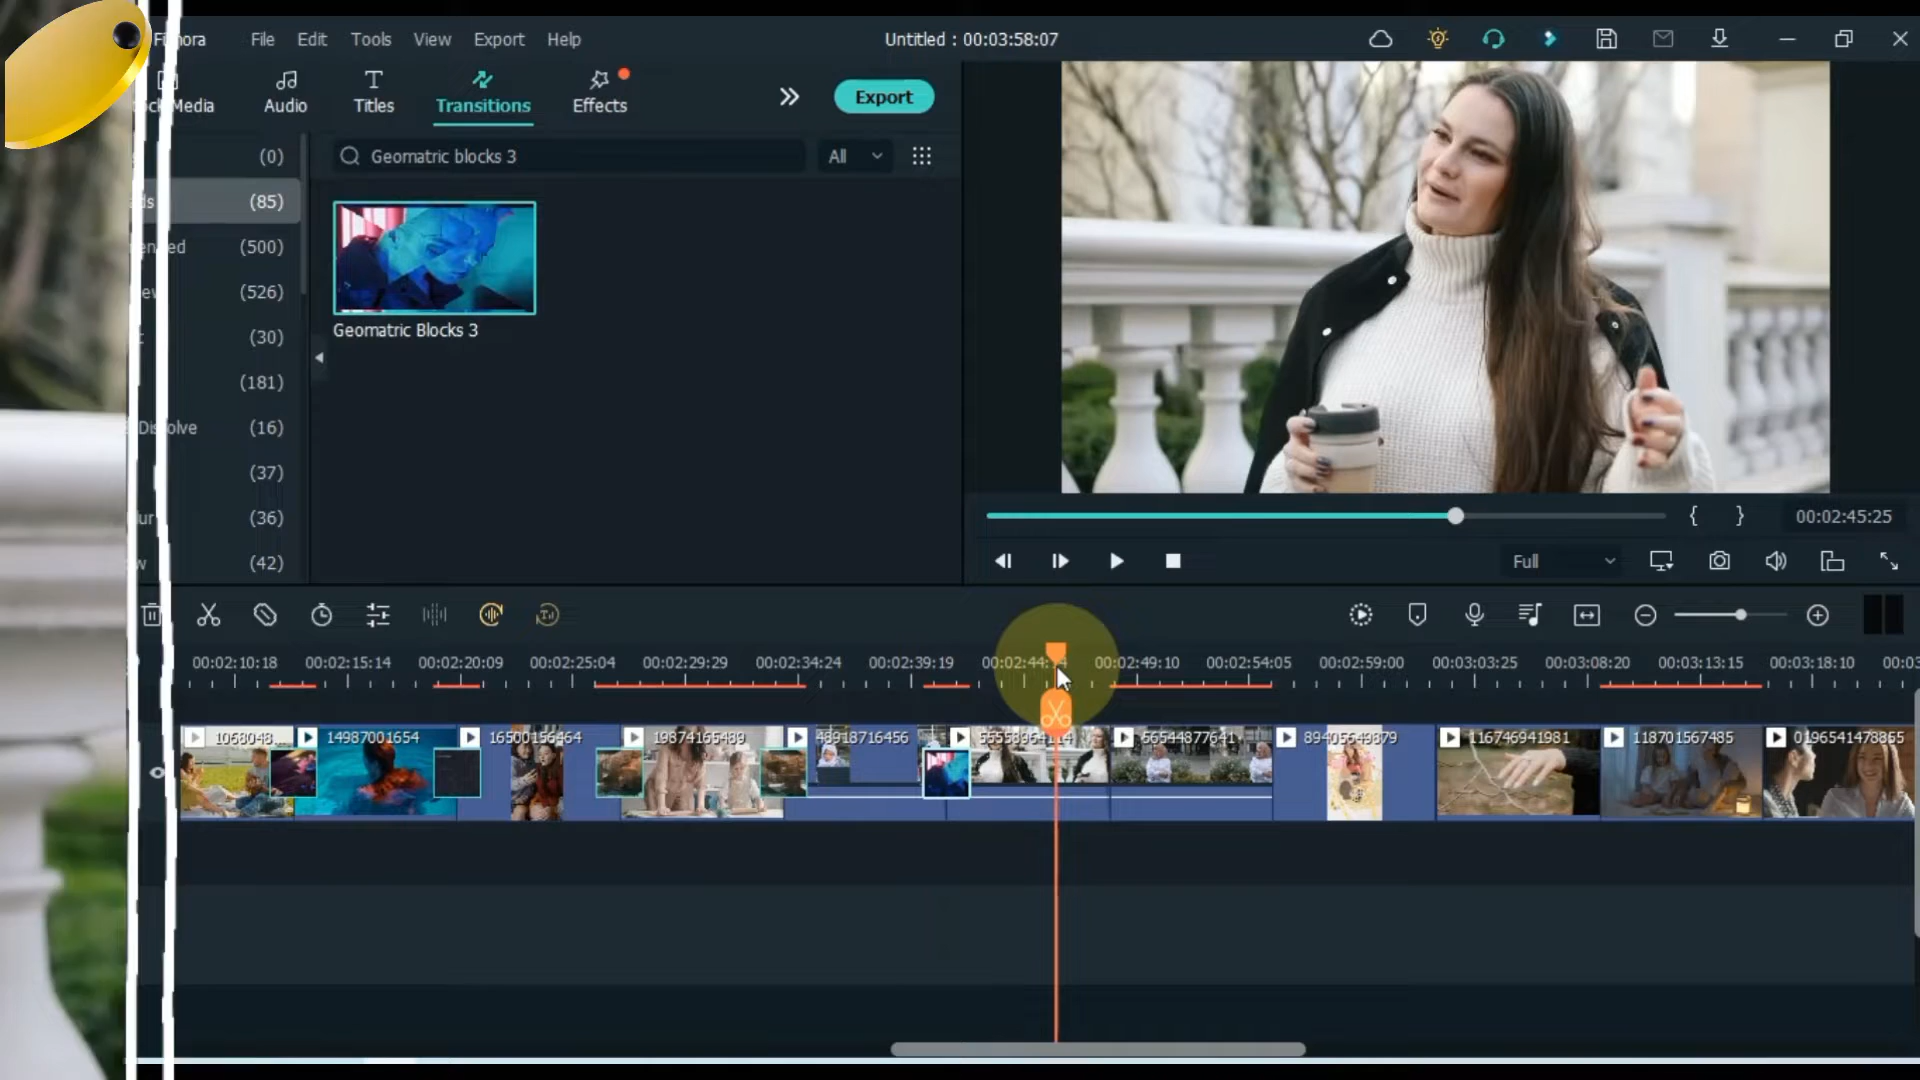 File Edit Tools View Export Help Untitled : 00:03:58:07
Audio Titles Transitions Effects Export
Geomatric blocks 3 All
Geomatric Blocks 3
(0)
(85)
(500)
(526)
(30)
(181)
(16)
(37)
(36)
(42)
00:02:45:25
Full
00:02:10:18 00:02:15:14 00:02:20:09 00:02:25:04 00:02:29:29 00:02:34:24 00:02:39:19 00:02:49:10 00:02:54:05 00:02:59:00 00:03:03:25 00:03:08:20 00:03:13:15 00:03:18:10
14987001654 16500156464 19874165489 48918716456 56544877641 89405649879 116746941981 118701567485 0196541478865